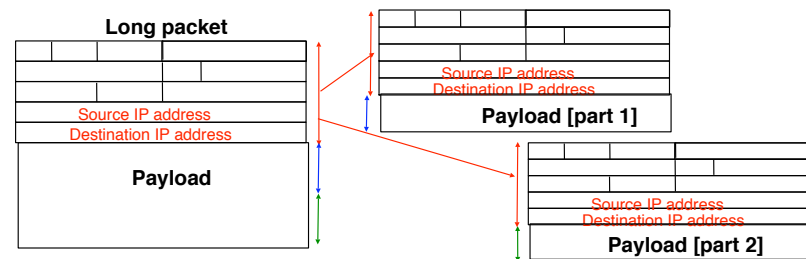 Long packet
Source IP address
Destination IP address
Payload
Source IP address
Destination IP address
Payload [part 1]
Source IP address
Destination IP address
Payload [part 2]